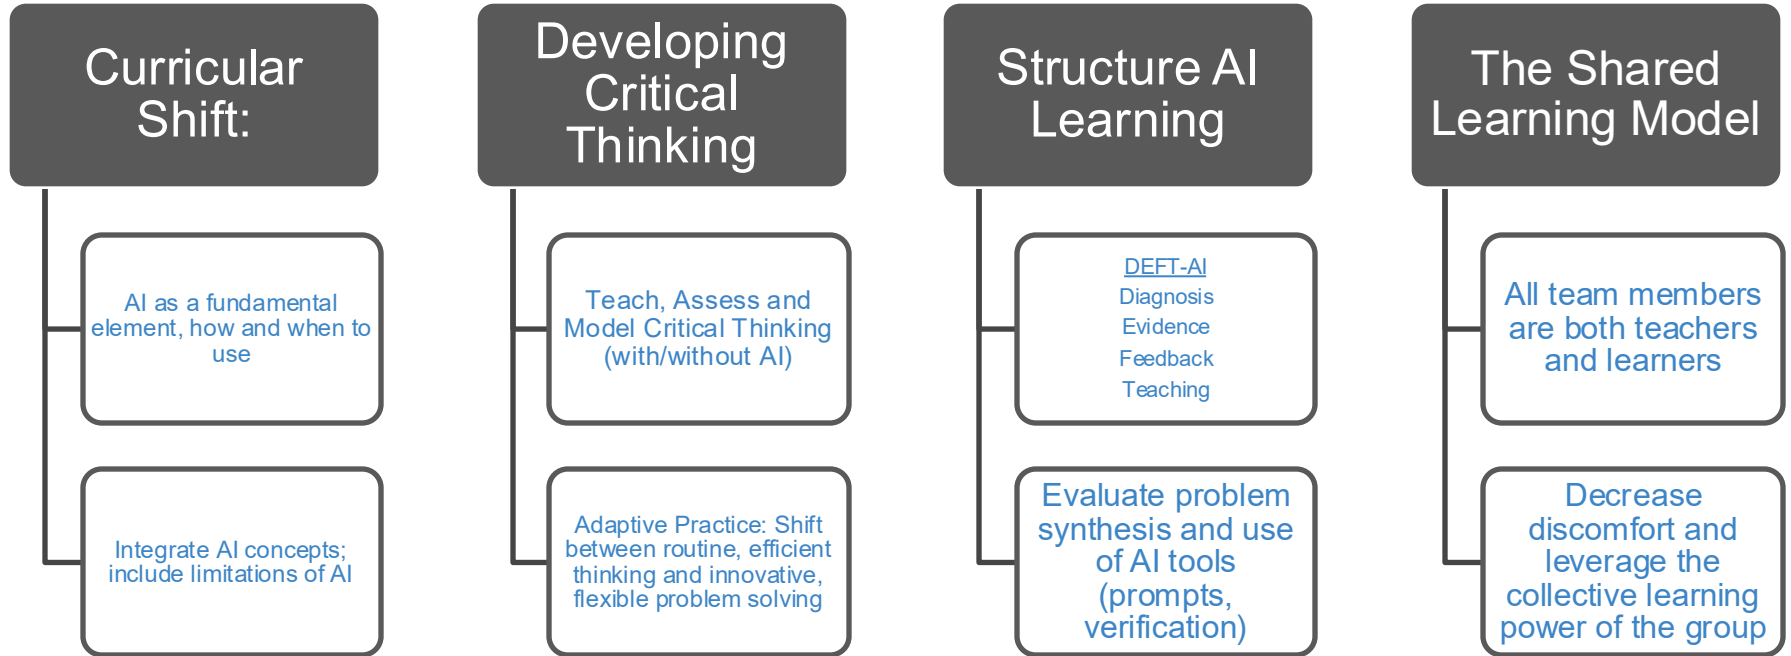 Curricular
Shift:
AI as a fundamental
element, how and when to
use
Integrate AI concepts;
include limitations of AI
Developing
Critical
Thinking
Teach, Assess and
Model Critical Thinking
(with/without AI)
Adaptive Practice: Shift
between routine, efficient
thinking and innovative,
flexible problem solving
Structure AI
Learning
DEFT-AI
Diagnosis
Evidence
Feedback
Teaching
Evaluate problem
synthesis and use
of AI tools
(prompts,
verification)
The Shared
Learning Model
All team members
are both teachers
and learners
Decrease
discomfort and
leverage the
collective learning
power of the group